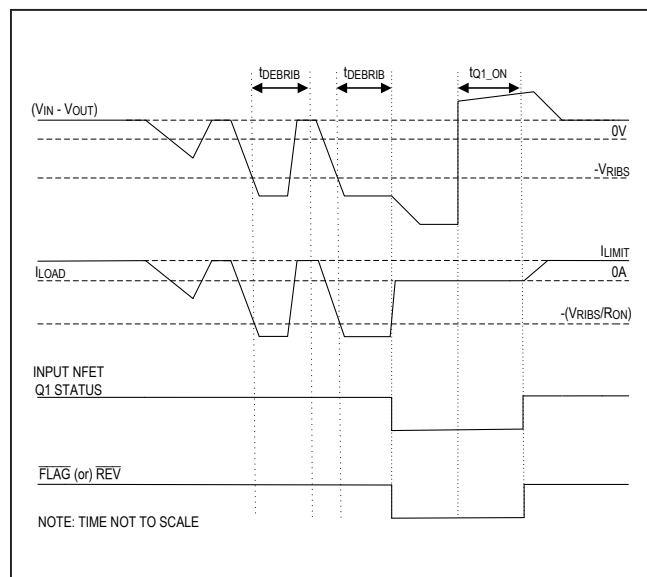 tDEBRIB tDEBRIB tQ1_ON
(VIN - VOUT)
0V
-VRIBS
ILIMIT
ILOAD
0A
-(VRIBS/RON)
INPUT NFET
Q1 STATUS
FLAG (or) REV
NOTE: TIME NOT TO SCALE